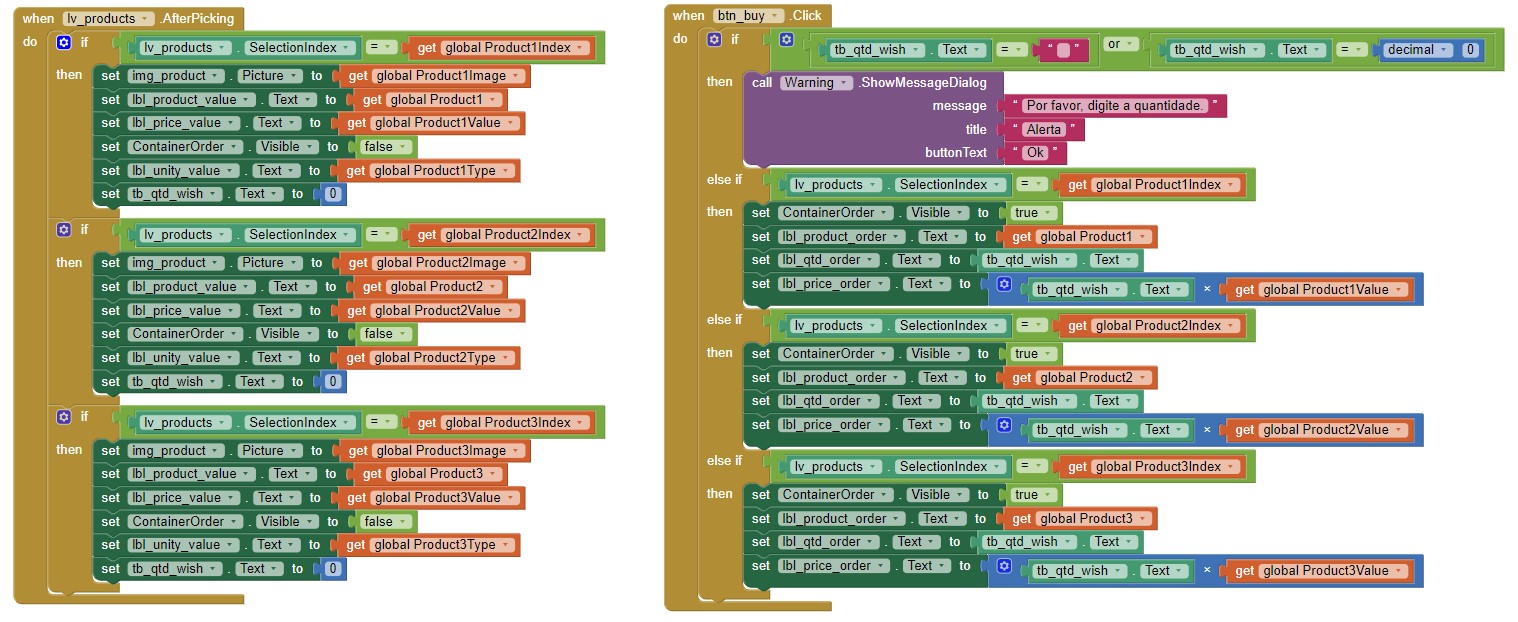 when lv_products .AfterPicking
do if lv_products . SelectionIndex = get global Product1Index
then set img_product . Picture to get global Product1Image
set lbl_product_value . Text to get global Product1
set lbl_price_value . Text to get global Product1Value
set ContainerOrder . Visible to false
set lbl_unity_value . Text to get global Product1Type
set tb_qtd_wish . Text to 0
if lv_products . SelectionIndex = get global Product2Index
then set img_product . Picture to get global Product2Image
set lbl_product_value . Text to get global Product2
set lbl_price_value . Text to get global Product2Value
set ContainerOrder . Visible to false
set lbl_unity_value . Text to get global Product2Type
set tb_qtd_wish . Text to 0
if lv_products . SelectionIndex = get global Product3Index
then set img_product . Picture to get global Product3Image
set lbl_product_value . Text to get global Product3
set lbl_price_value . Text to get global Product3Value
set ContainerOrder . Visible to false
set lbl_unity_value . Text to get global Product3Type
set tb_qtd_wish . Text to 0
when btn_buy .Click
do if tb_qtd_wish . Text = “ ” or tb_qtd_wish . Text = decimal 0
then call Warning .ShowMessageDialog
message “ Por favor, digite a quantidade. ”
title “ Alerta ”
buttonText “ Ok ”
else if lv_products . SelectionIndex = get global Product1Index
then set ContainerOrder . Visible to true
set lbl_product_order . Text to get global Product1
set lbl_qtd_order . Text to tb_qtd_wish . Text
set lbl_price_order . Text to tb_qtd_wish . Text × get global Product1Value
else if lv_products . SelectionIndex = get global Product2Index
then set ContainerOrder . Visible to true
set lbl_product_order . Text to get global Product2
set lbl_qtd_order . Text to tb_qtd_wish . Text
set lbl_price_order . Text to tb_qtd_wish . Text × get global Product2Value
else if lv_products . SelectionIndex = get global Product3Index
then set ContainerOrder . Visible to true
set lbl_product_order . Text to get global Product3
set lbl_qtd_order . Text to tb_qtd_wish . Text
set lbl_price_order . Text to tb_qtd_wish . Text × get global Product3Value